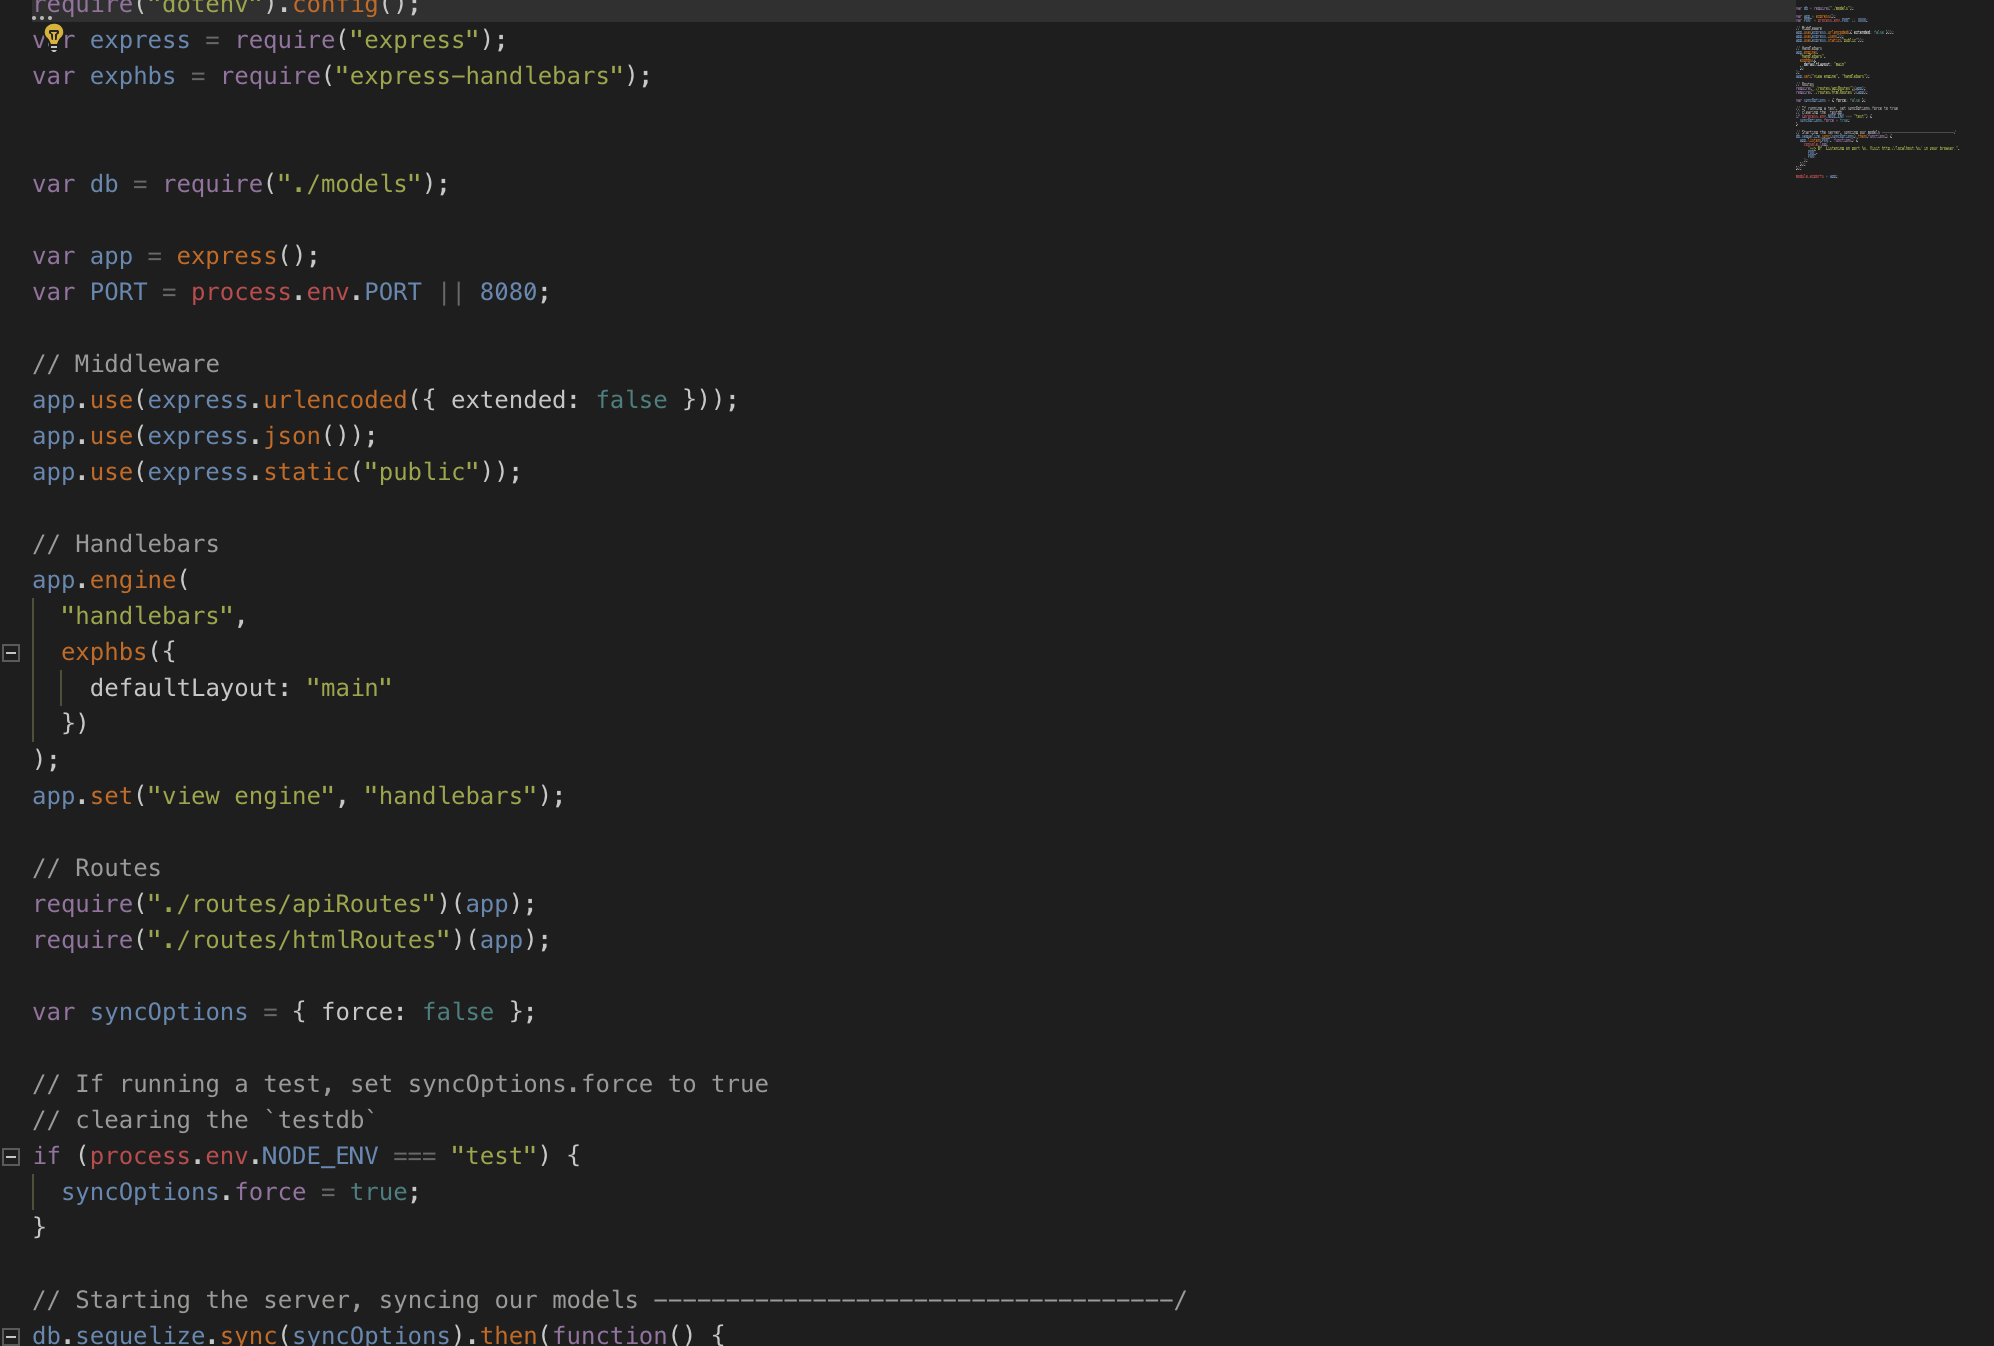 require("dotenv").config();
var express = require("express");
var exphbs = require("express-handlebars");
var db = require("./models");
var app = express();
var PORT = process.env.PORT || 8080;
// Middleware
app.use(express.urlencoded({ extended: false }));
app.use(express.json());
app.use(express.static("public"));
// Handlebars
app.engine(
"handlebars",
exphbs({
defaultLayout: "main"
})
);
app.set("view engine", "handlebars");
// Routes
require("./routes/apiRoutes")(app);
require("./routes/htmlRoutes")(app);
var syncOptions = { force: false };
// If running a test, set syncOptions.force to true
// clearing the `testdb`
if (process.env.NODE_ENV === "test") {
syncOptions.force = true;
}
// Starting the server, syncing our models ------------------------------------/
db.sequelize.sync(syncOptions).then(function() {